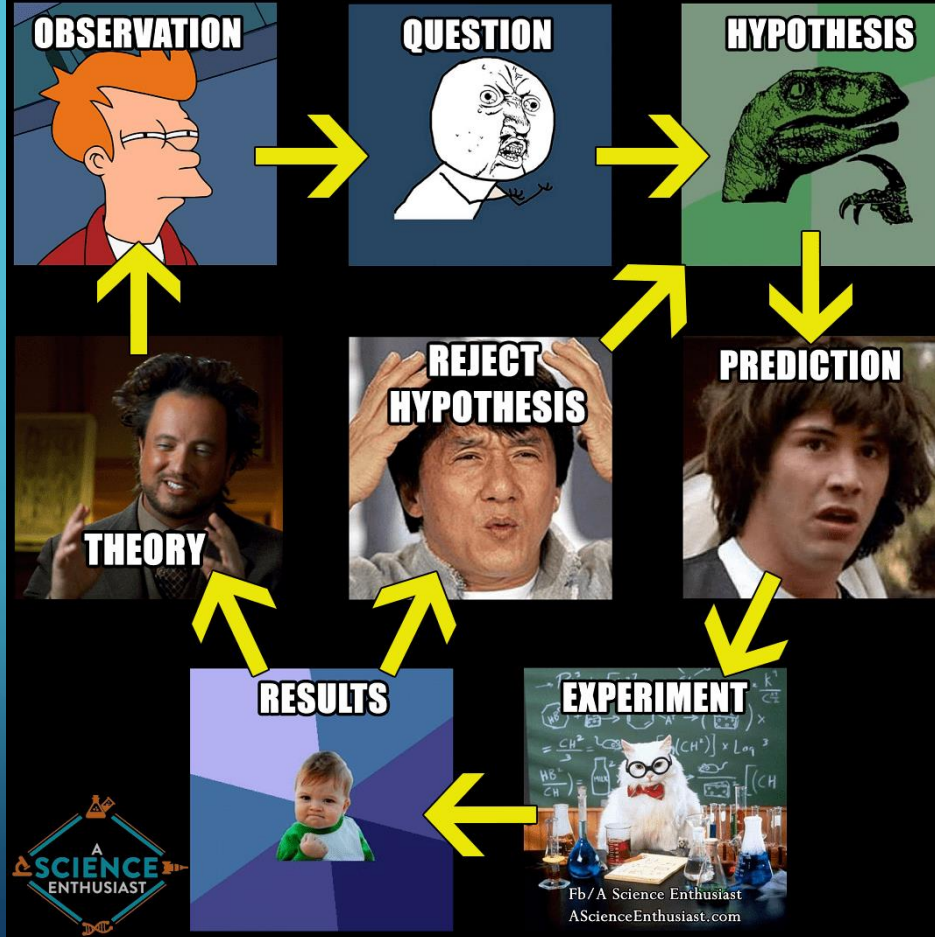 OBSERVATION
QUESTION
HYPOTHESIS
REJECT
HYPOTHESIS
PREDICTION
THEORY
RESULTS
EXPERIMENT
A
SCIENCE
ENTHUSIAST
Fb/A Science Enthusiast
AScienceEnthusiast.com